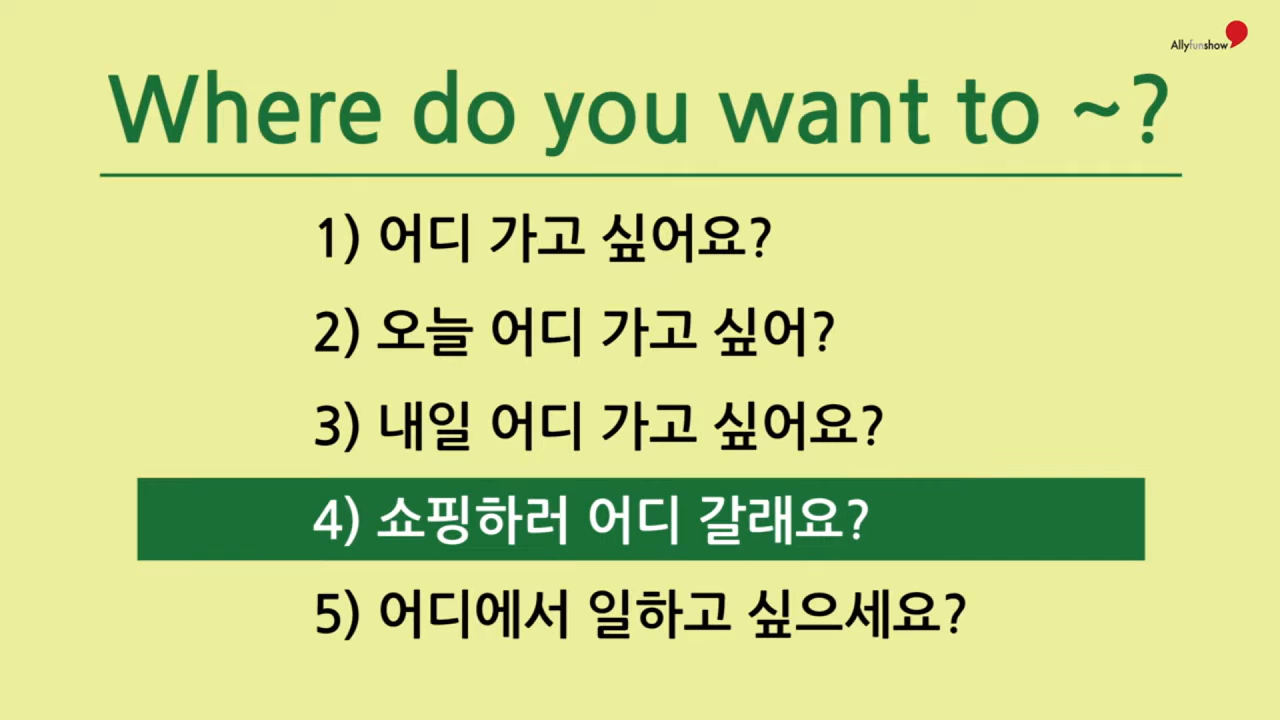 Allyfunshow
Where do you want to ~?
1) 어디 가고 싶어요?
2) 오늘 어디 가고 싶어?
3) 내일 어디 가고 싶어요?
4) 쇼핑하러 어디 갈래요?
5) 어디에서 일하고 싶으세요?